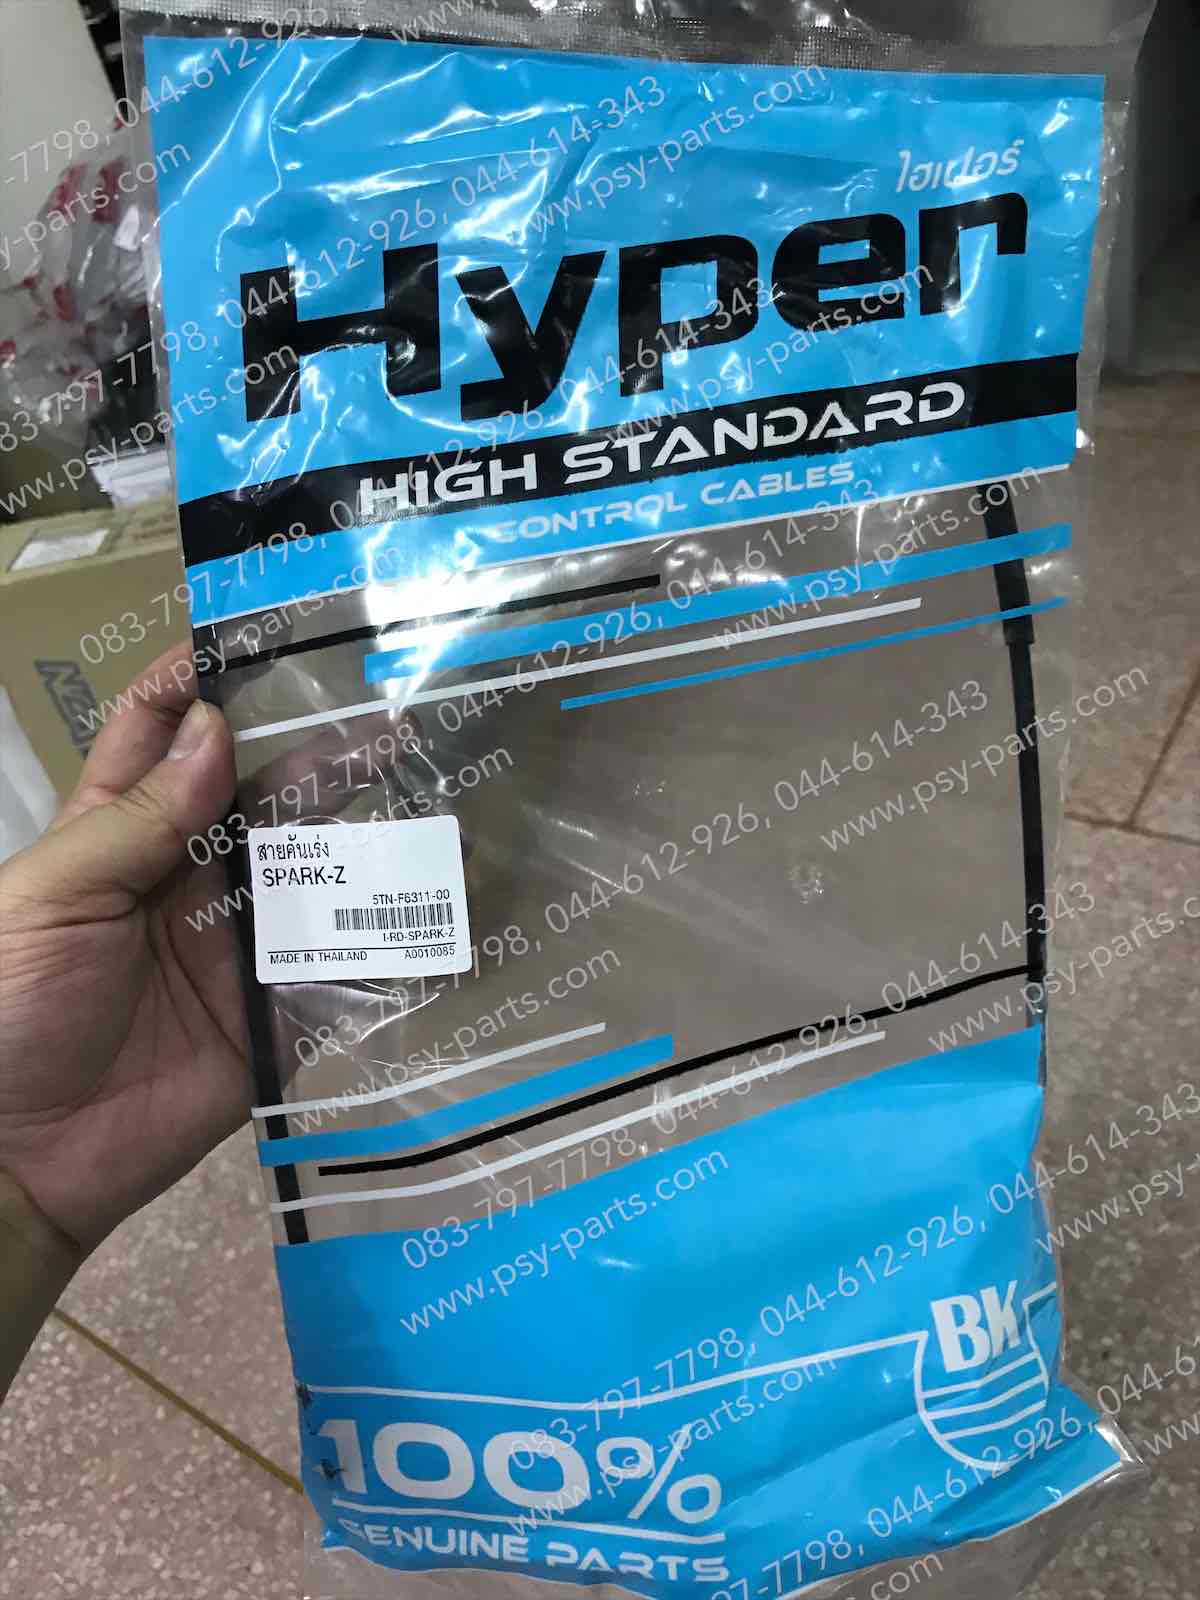 ไฮเปอร์
Hyper
HIGH STANDARD
CONTROL CABLES
สายคันเร่ง
SPARK-Z
5TN-F6311-00
I-RD-SPARK-Z
MADE IN THAILAND A0010085
BK
100%
GENUINE PARTS
083-797-7798, 044-612-926, 044-614-343
www.psy-parts.com